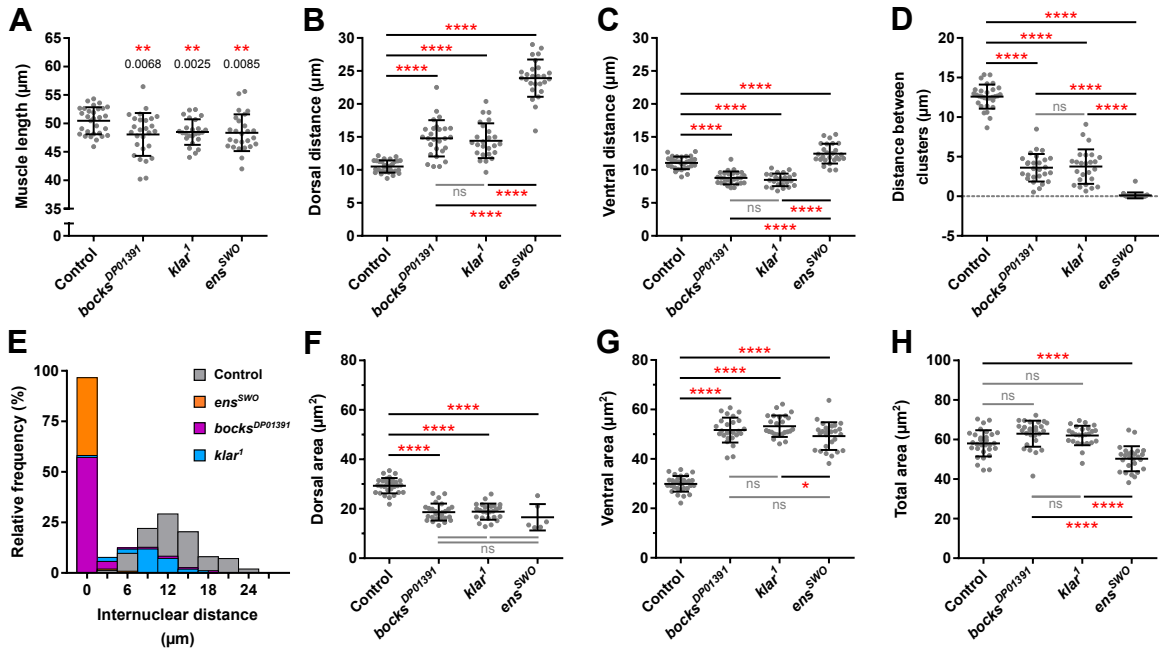 A
Muscle length (µm)
65
60
55
50
45
40
35
0
** ** **
0.0068 0.0025 0.0085
Control
bocksDP01391
klar1
ensSWO
B
Dorsal distance (µm)
30
25
20
15
10
5
0
****
****
****
ns ****
****
Control
bocksDP01391
klar1
ensSWO
C
Ventral distance (µm)
30
25
20
15
10
5
0
****
****
****
ns ****
****
Control
bocksDP01391
klar1
ensSWO
D
Distance between
clusters (µm)
20
15
10
5
0
-5
****
****
****
****
ns ****
Control
bocksDP01391
klar1
ensSWO
E
Relative frequency (%)
100
75
50
25
0
Control
ensSWO
bocksDP01391
klar1
0 6 12 18 24
Internuclear distance
(µm)
F
Dorsal area (µm2)
80
60
40
20
0
****
****
****
ns
Control
bocksDP01391
klar1
ensSWO
G
Ventral area (µm2)
80
60
40
20
0
****
****
****
ns *
ns
Control
bocksDP01391
klar1
ensSWO
H
Total area (µm2)
100
80
60
40
20
0
****
ns
ns
ns ****
****
Control
bocksDP01391
klar1
ensSWO